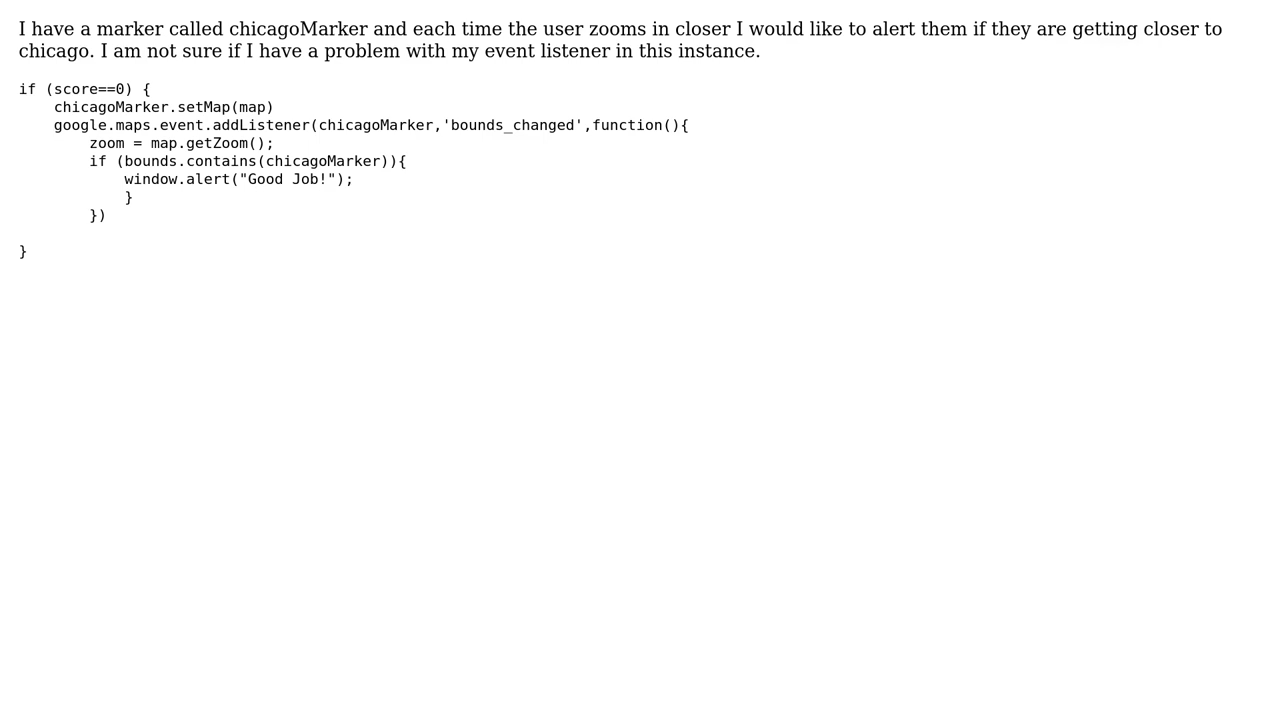 I have a marker called chicagoMarker and each time the user zooms in closer I would like to alert them if they are getting closer to
chicago. I am not sure if I have a problem with my event listener in this instance.
if (score==0) {
    chicagoMarker.setMap(map)
    google.maps.event.addListener(chicagoMarker,'bounds_changed',function(){
        zoom = map.getZoom();
        if (bounds.contains(chicagoMarker)){
            window.alert("Good Job!");
            }
        })

}